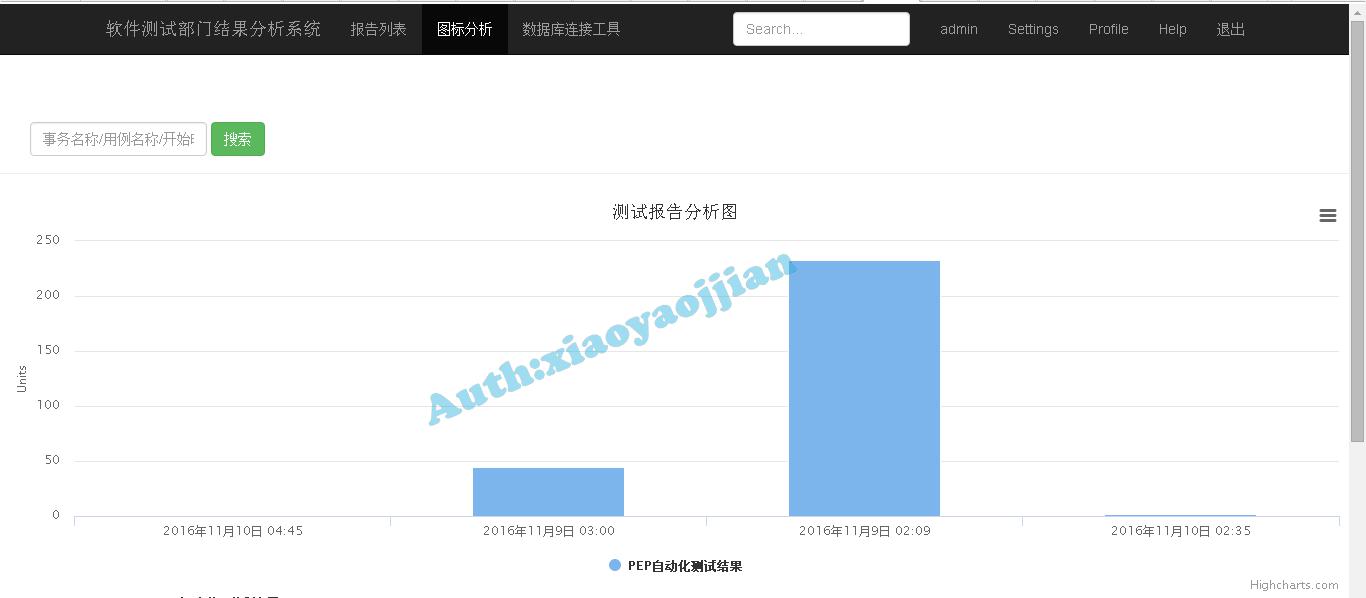 软件测试部门结果分析系统 报告列表 图标分析 数据库连接工具 Search... admin Settings Profile Help 退出
事务名称/用例名称/开始 搜索
测试报告分析图
250
200
150
100
50
0
Units
Auth:xiaoyaojjian
2016年11月10日 04:45 2016年11月9日 03:00 2016年11月9日 02:09 2016年11月10日 02:35
PEP自动化测试结果
Highcharts.com